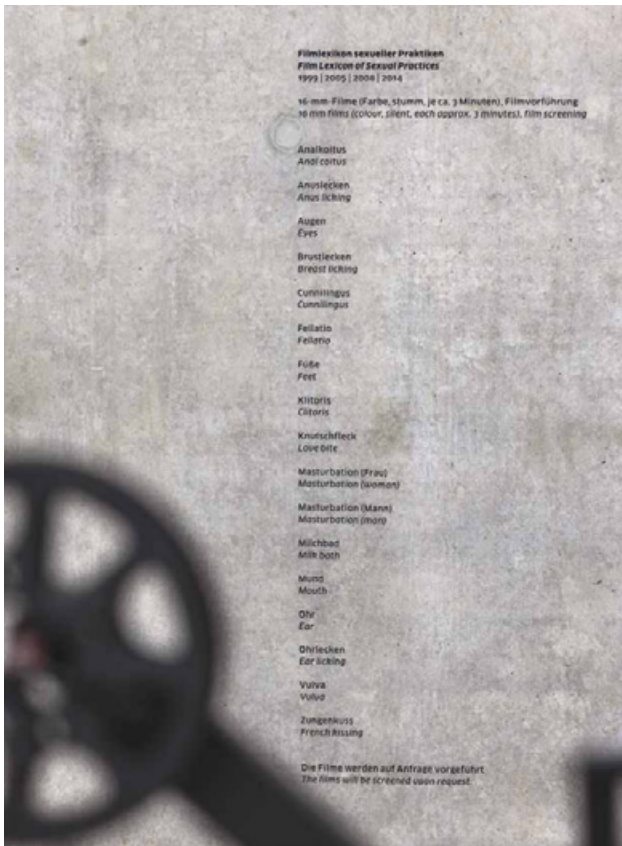 Filmlexikon sexueller Praktiken
Film Lexicon of Sexual Practices
1999 | 2005 | 2008 | 2014
16-mm-Filme (Farbe, stumm, je ca. 3 Minuten), Filmvorführung
16 mm films (colour, silent, each approx. 3 minutes), film screening
Analkoitus
Anal coitus
Anuslecken
Anus licking
Augen
Eyes
Brustlecken
Breast licking
Cunnilingus
Cunnilingus
Fellatio
Fellatio
Füße
Feet
Klitoris
Clitoris
Knutschfleck
Love bite
Masturbation (Frau)
Masturbation (woman)
Masturbation (Mann)
Masturbation (man)
Milchbad
Milk bath
Mund
Mouth
Ohr
Ear
Ohrlecken
Ear licking
Vulva
Vulva
Zungenkuss
French kissing
Die Filme werden auf Anfrage vorgeführt
The films will be screened upon request.